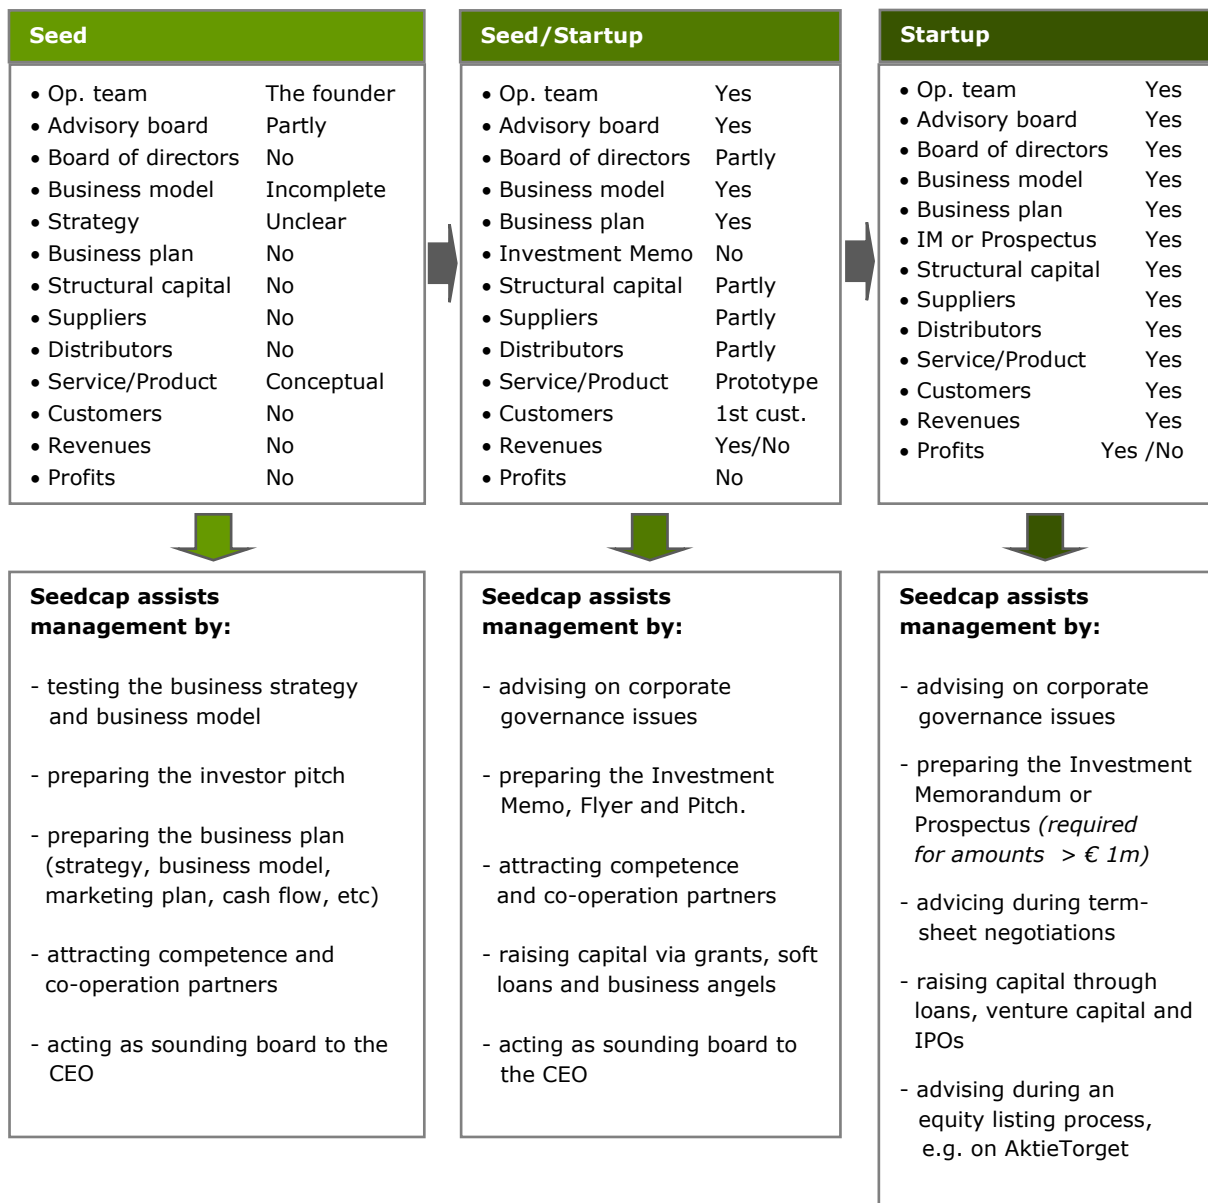 Seed
• Op. team The founder
• Advisory board Partly
• Board of directors No
• Business model Incomplete
• Strategy Unclear
• Business plan No
• Structural capital No
• Suppliers No
• Distributors No
• Service/Product Conceptual
• Customers No
• Revenues No
• Profits No
Seed/Startup
• Op. team Yes
• Advisory board Yes
• Board of directors Partly
• Business model Yes
• Business plan Yes
• Investment Memo No
• Structural capital Partly
• Suppliers Partly
• Distributors Partly
• Service/Product Prototype
• Customers 1st cust.
• Revenues Yes/No
• Profits No
Startup
• Op. team Yes
• Advisory board Yes
• Board of directors Yes
• Business model Yes
• Business plan Yes
• IM or Prospectus Yes
• Structural capital Yes
• Suppliers Yes
• Distributors Yes
• Service/Product Yes
• Customers Yes
• Revenues Yes
• Profits Yes /No
Seedcap assists
management by:
- testing the business strategy
and business model
- preparing the investor pitch
- preparing the business plan
(strategy, business model,
marketing plan, cash flow, etc)
- attracting competence and
co-operation partners
- acting as sounding board to the
CEO
Seedcap assists
management by:
- advising on corporate
governance issues
- preparing the Investment
Memo, Flyer and Pitch.
- attracting competence
and co-operation partners
- raising capital via grants, soft
loans and business angels
- acting as sounding board to
the CEO
Seedcap assists
management by:
- advising on corporate
governance issues
- preparing the Investment
Memorandum or
Prospectus (required
for amounts > € 1m)
- advicing during term-
sheet negotiations
- raising capital through
loans, venture capital and
IPOs
- advising during an
equity listing process,
e.g. on AktieTorget